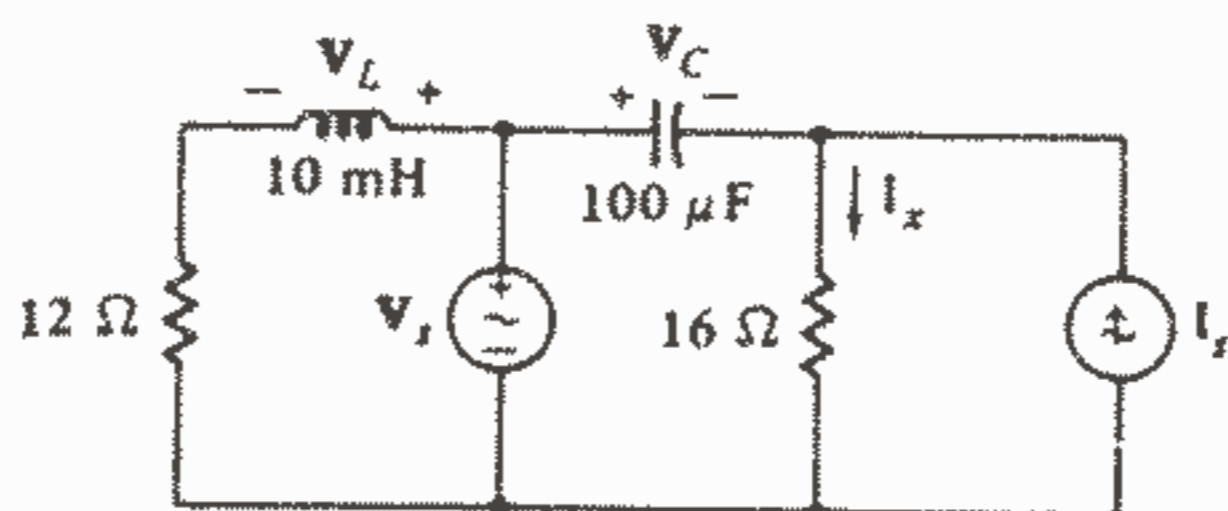 − V_L +
10 mH
+ V_C −
100 μF
I_x
12 Ω
V_s
+
~
−
16 Ω
I_s